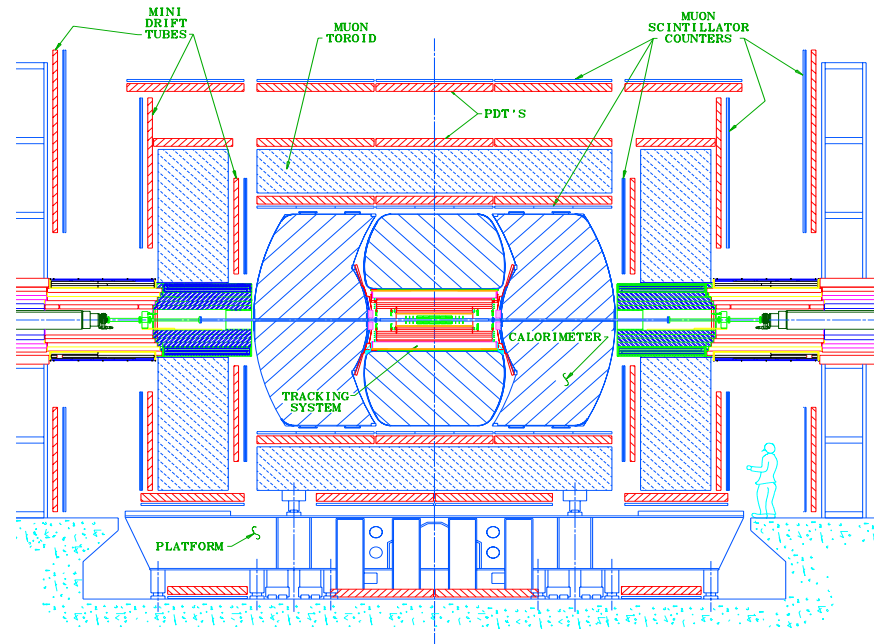 MINI
DRIFT
TUBES
MUON
TOROID
MUON
SCINTILLATOR
COUNTERS
PDT'S
CALORIMETER
TRACKING
SYSTEM
PLATFORM